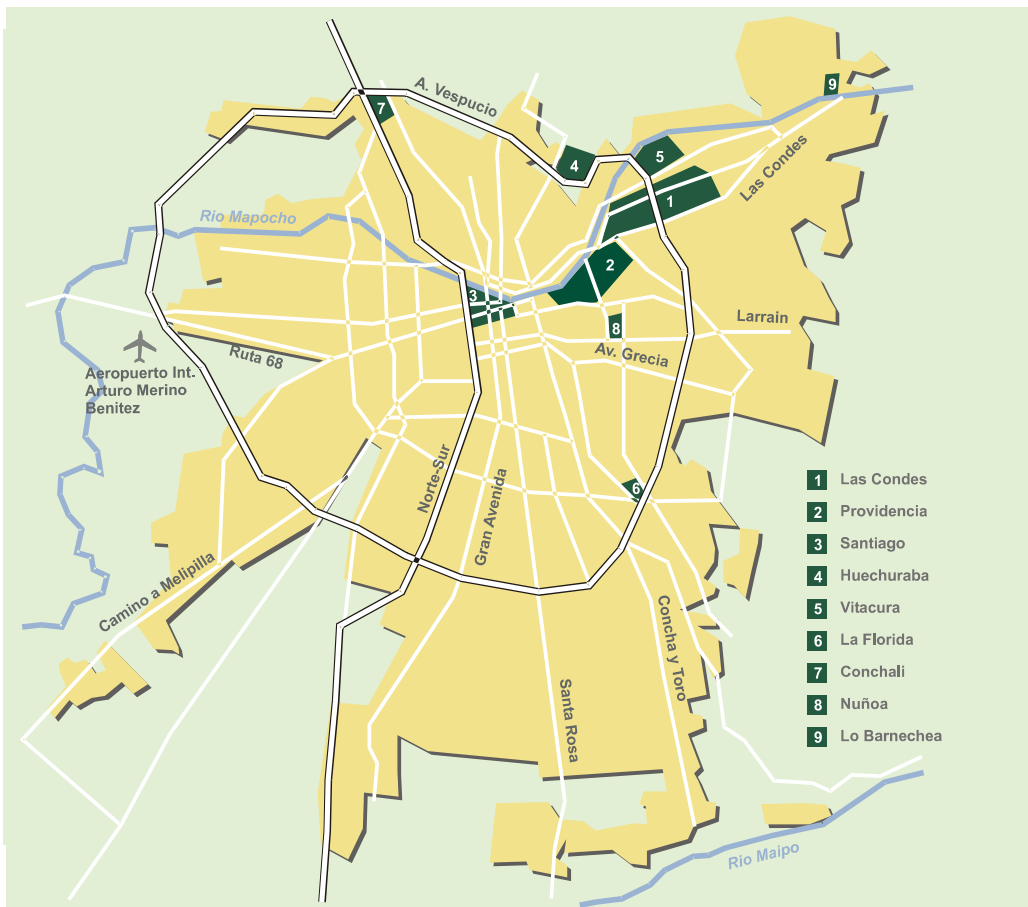 9
A. Vespucio
7
4
5
Las Condes
1
Rio Mapocho
2
3
8
Larrain
Av. Grecia
Ruta 68
Aeropuerto Int.
Arturo Merino
Benitez
Norte-Sur
Gran Avenida
6
1 Las Condes
2 Providencia
3 Santiago
4 Huechuraba
5 Vitacura
6 La Florida
7 Conchali
8 Nuñoa
9 Lo Barnechea
Camino a Melipilla
Concha y Toro
Santa Rosa
Rio Maipo